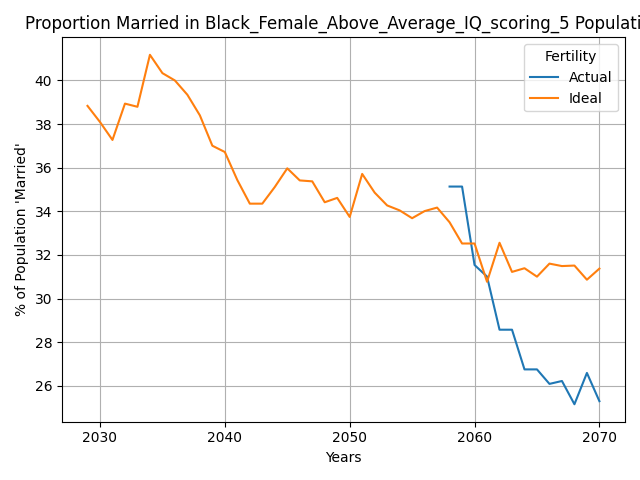 Proportion Married in Black_Female_Above_Average_IQ_scoring_5 Populati
Fertility
Actual
Ideal
% of Population 'Married'
40
38
36
34
32
30
28
26
2030 2040 2050 2060 2070
Years